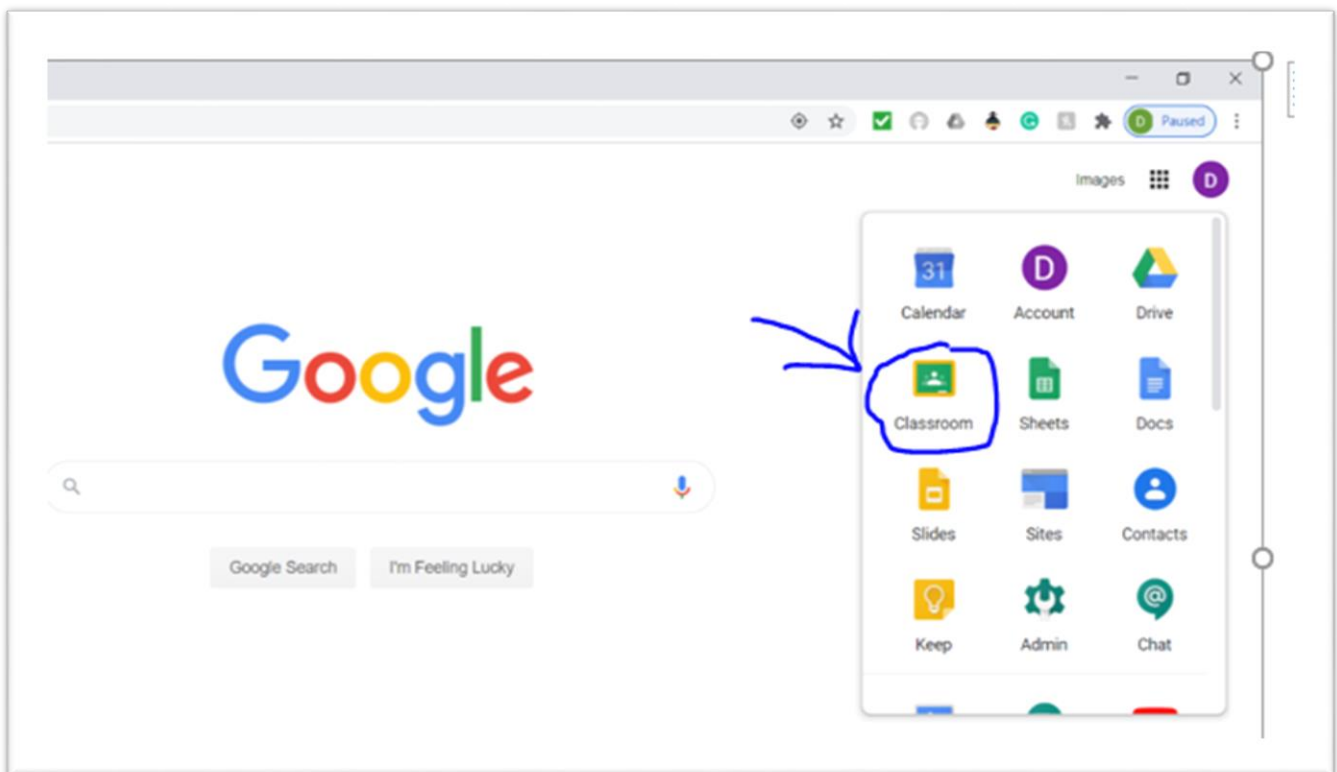 D Paused
Images D
31 D
Calendar Account Drive
Google
Classroom Sheets Docs
Slides Sites Contacts
Google Search I'm Feeling Lucky
Keep Admin Chat